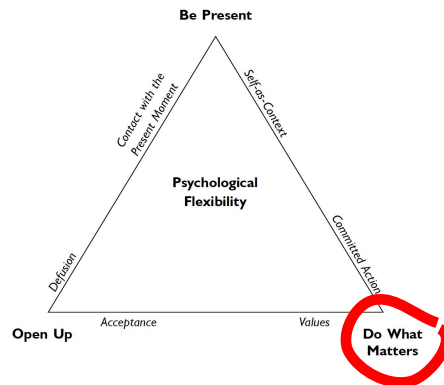 Be Present
Contact with the
Present Moment
Self-as-Context
Psychological
Flexibility
Defusion
Committed Action
Acceptance
Values
Open Up
Do What
Matters